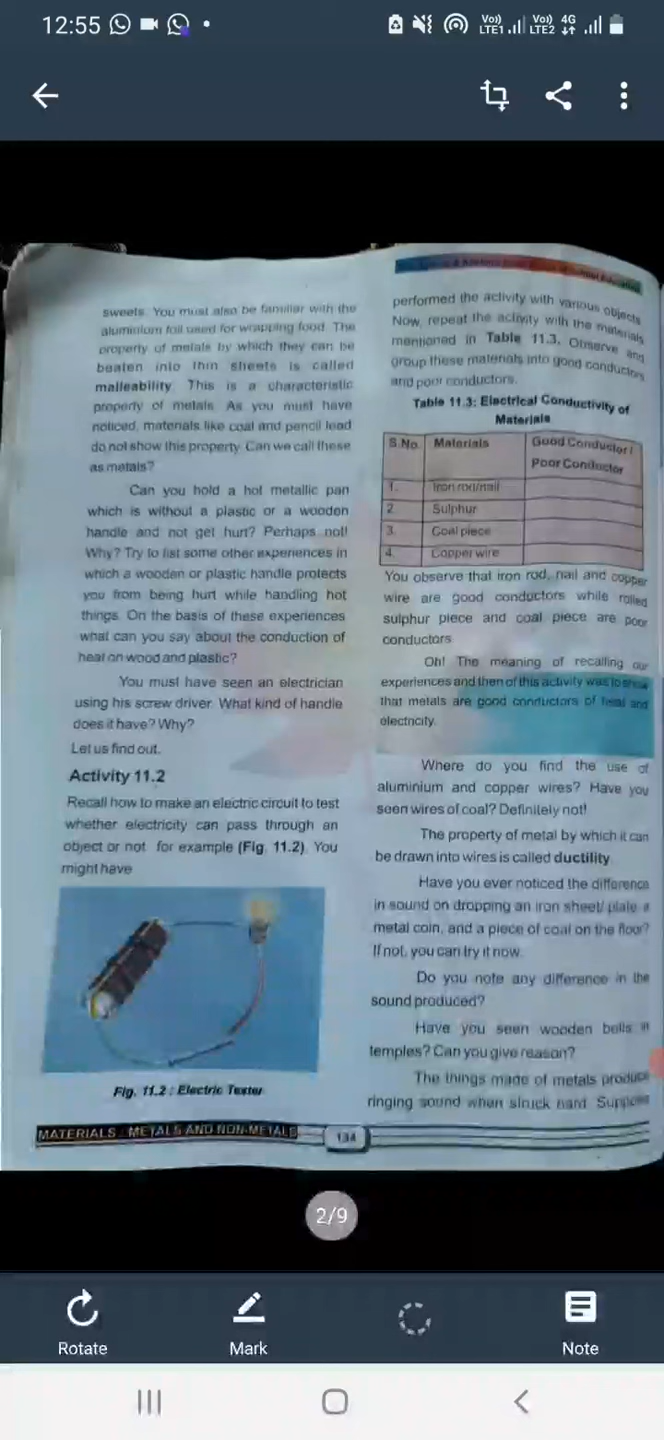 12:55
Vo)) LTE1 Vo)) LTE2 4G
sweets. You must also be familiar with the
aluminium foil used for wrapping food. The
property of metals by which they can be
beaten into thin sheets is called
malleability. This is a characteristic
property of metals. As you must have
noticed, materials like coal and pencil lead
do not show this property. Can we call these
as metals?
Can you hold a hot metallic pan
which is without a plastic or a wooden
handle and not get hurt? Perhaps not!
Why? Try to list some other experiences in
which a wooden or plastic handle protects
you from being hurt while handling hot
things. On the basis of these experiences
what can you say about the conduction of
heat on wood and plastic?
You must have seen an electrician
using his screw driver. What kind of handle
does it have? Why?
Let us find out.
Activity 11.2
Recall how to make an electric circuit to test
whether electricity can pass through an
object or not for example (Fig. 11.2). You
might have
Fig. 11.2 : Electric Tester
performed the activity with various objects
Now, repeat the activity with the materials
mentioned in Table 11.3. Observe and
group these materials into good conductors
and poor conductors.
Table 11.3: Electrical Conductivity of
Materials
S.No. Materials Good Conductor /
Poor Conductor
1. Iron rod/nail
2. Sulphur
3. Coal piece
4. Copper wire
You observe that iron rod, nail and copper
wire are good conductors while rolled
sulphur piece and coal piece are poor
conductors
Oh! The meaning of recalling our
experiences and then of this activity was to show
that metals are good conductors of heat and
electricity.
Where do you find the use of
aluminium and copper wires? Have you
seen wires of coal? Definitely not!
The property of metal by which it can
be drawn into wires is called ductility.
Have you ever noticed the difference
in sound on dropping an iron sheet/ plate, a
metal coin, and a piece of coal on the floor?
If not, you can try it now.
Do you note any difference in the
sound produced?
Have you seen wooden bells in
temples? Can you give reason?
The things made of metals produce
ringing sound when struck hard. Suppose
MATERIALS : METALS AND NON-METALS 134
2/9
Rotate Mark Note